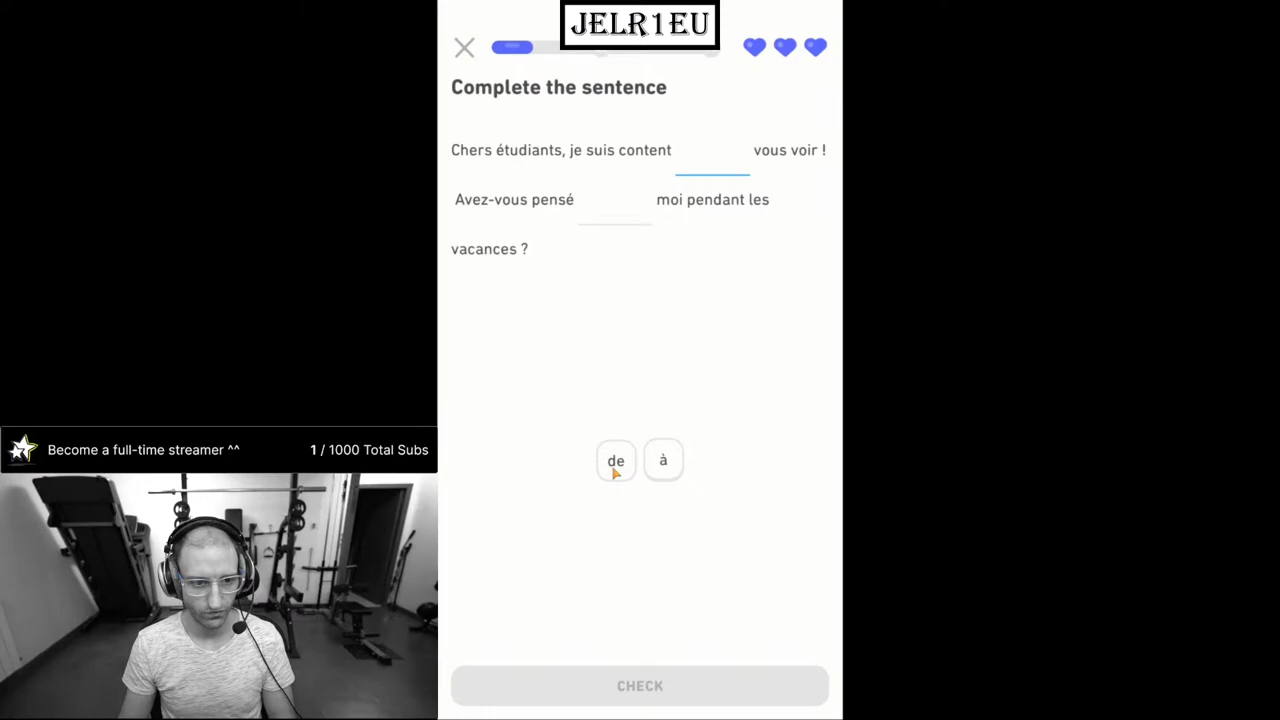 JELR1EU
Complete the sentence
Chers étudiants, je suis content vous voir !
Avez-vous pensé moi pendant les
vacances ?
de à
Become a full-time streamer ^^ 1 / 1000 Total Subs
CHECK